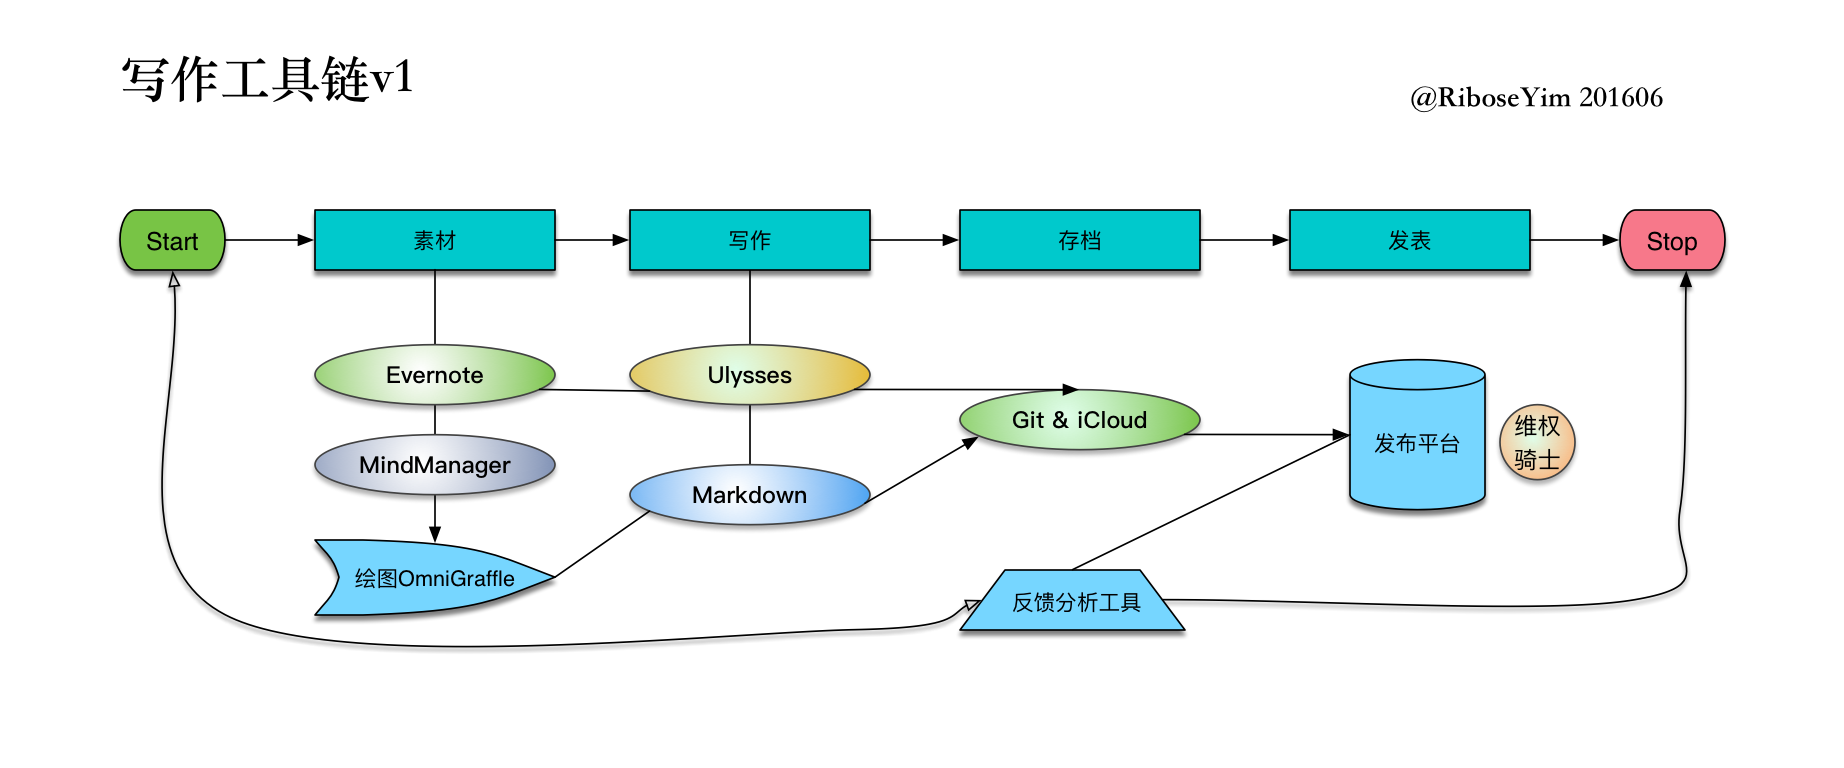 写作工具链v1
@RiboseYim 201606
Start
素材
写作
存档
发表
Stop
Evernote
Ulysses
Git & iCloud
MindManager
Markdown
发布平台
维权
骑士
绘图OmniGraffle
反馈分析工具